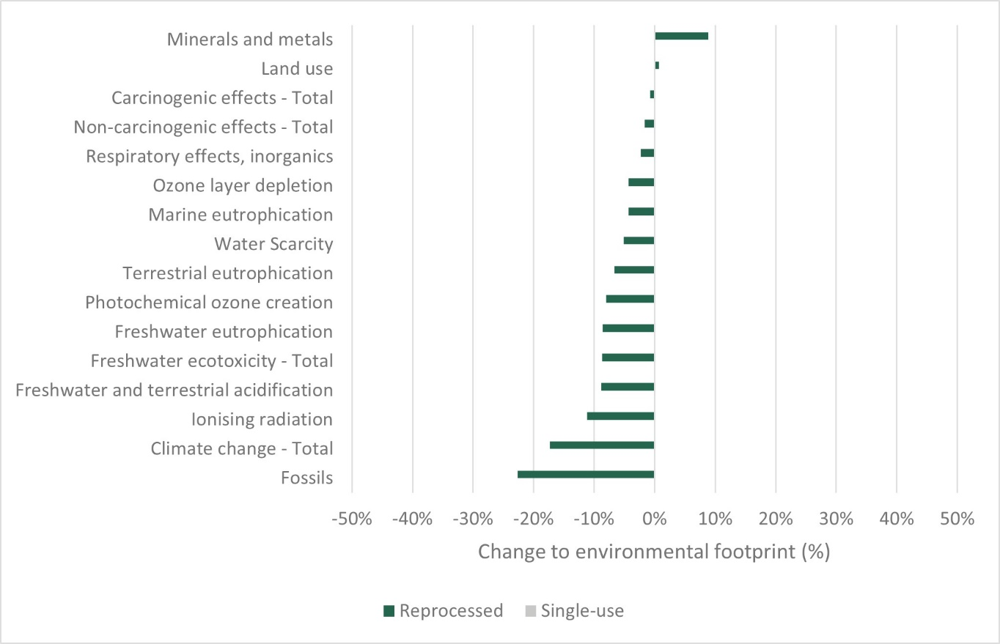 Minerals and metals
Land use
Carcinogenic effects - Total
Non-carcinogenic effects - Total
Respiratory effects, inorganics
Ozone layer depletion
Marine eutrophication
Water Scarcity
Terrestrial eutrophication
Photochemical ozone creation
Freshwater eutrophication
Freshwater ecotoxicity - Total
Freshwater and terrestrial acidification
Ionising radiation
Climate change - Total
Fossils
-50% -40% -30% -20% -10% 0% 10% 20% 30% 40% 50%
Change to environmental footprint (%)
Reprocessed Single-use